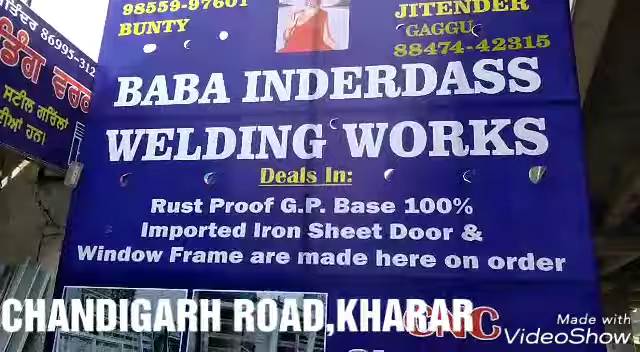 98559-97601
BUNTY
JITENDER
GAGGU
88474-42315
86995-312
ਡਿੰਗ ਵਰਕ
BABA INDERDASS
WELDING WORKS
Deals In:
Rust Proof G.P. Base 100%
Imported Iron Sheet Door &
Window Frame are made here on order
CHANDIGARH ROAD,KHARAR
CNC
Made with
VideoShow